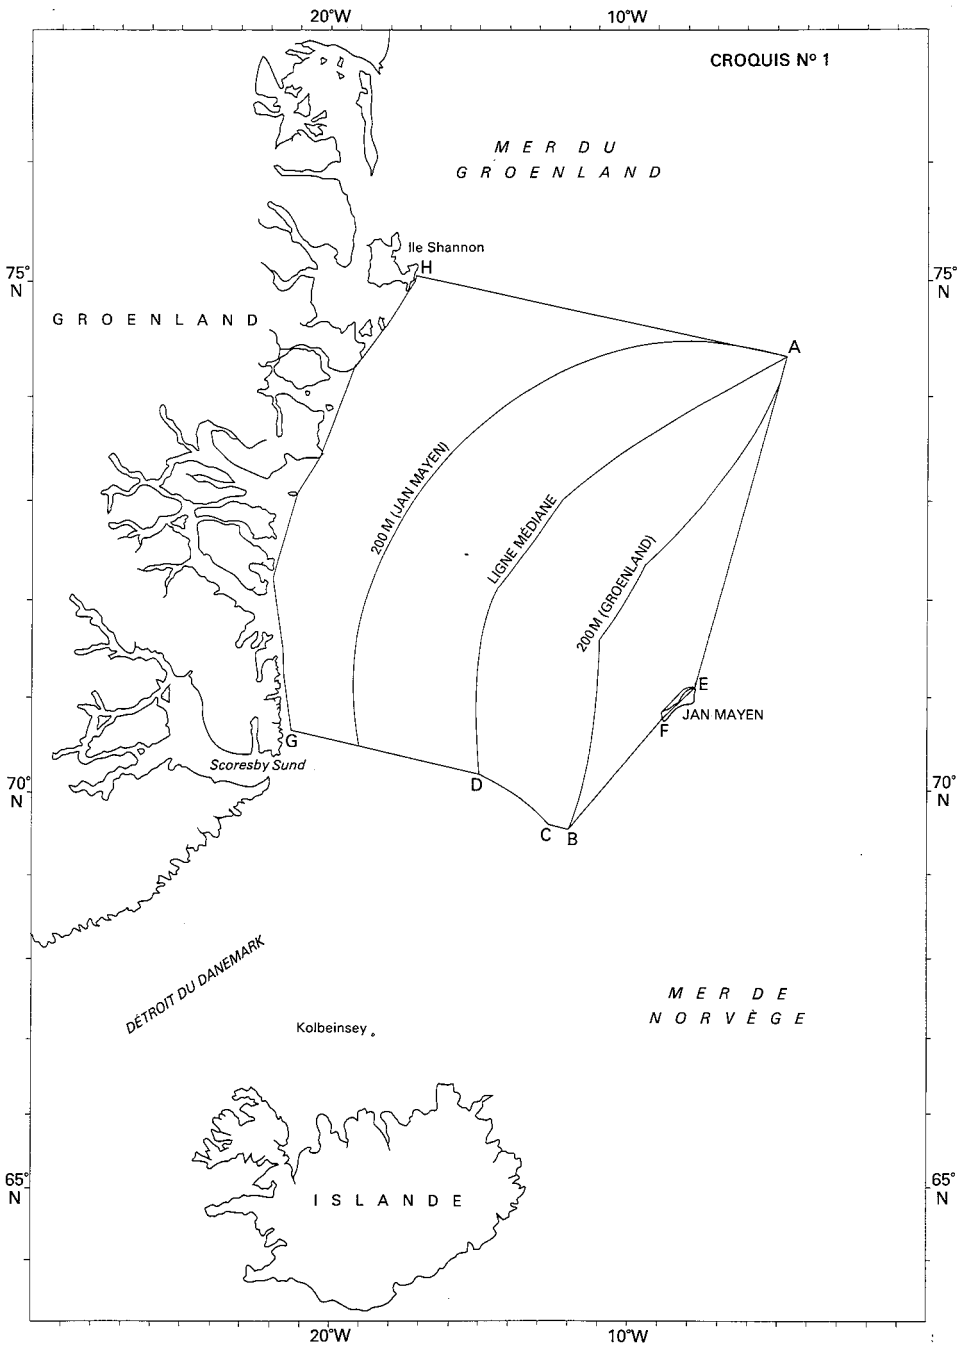 20°W 10°W
CROQUIS Nº 1
MER DU
GROENLAND
Ile Shannon
H
75°
N
75°
N
GROENLAND
A
200 M (JAN MAYEN)
LIGNE MÉDIANE
200 M (GROENLAND)
E
JAN MAYEN
F
G
Scoresby Sund
D
70°
N
70°
N
C
B
DÉTROIT DU DANEMARK
MER DE
NORVÈGE
Kolbeinsey
65°
N
65°
N
ISLANDE
20°W 10°W